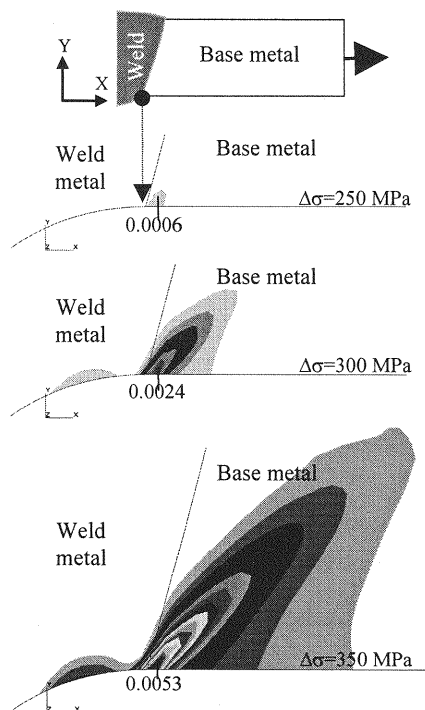 Y
X
Weld
Base metal
Weld
metal
Base metal
Δσ=250 MPa
0.0006
Y
Z
X
Base metal
Weld
metal
Δσ=300 MPa
0.0024
Y
Z
X
Base metal
Weld
metal
Δσ=350 MPa
0.0053
Y
Z
X